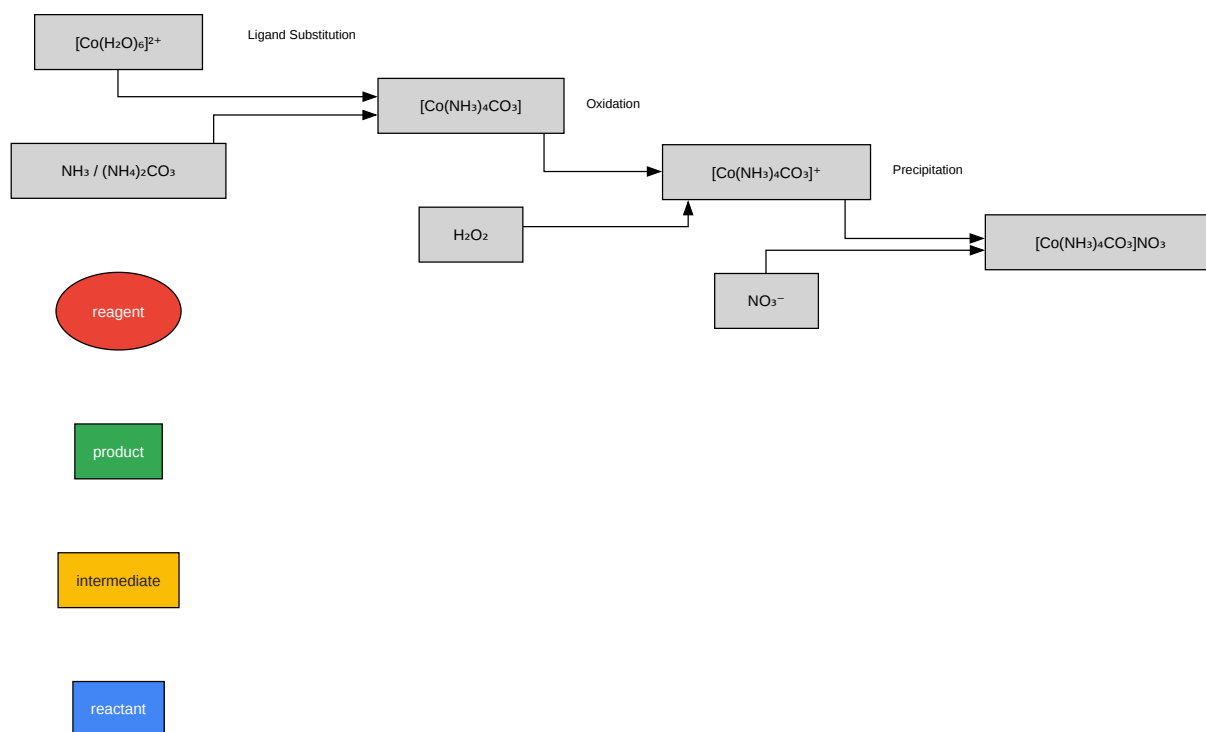 [Co(H₂O)₆]²⁺
Ligand Substitution
[Co(NH₃)₄CO₃]
Oxidation
NH₃ / (NH₄)₂CO₃
[Co(NH₃)₄CO₃]⁺
Precipitation
H₂O₂
[Co(NH₃)₄CO₃]NO₃
NO₃⁻
reagent
product
intermediate
reactant